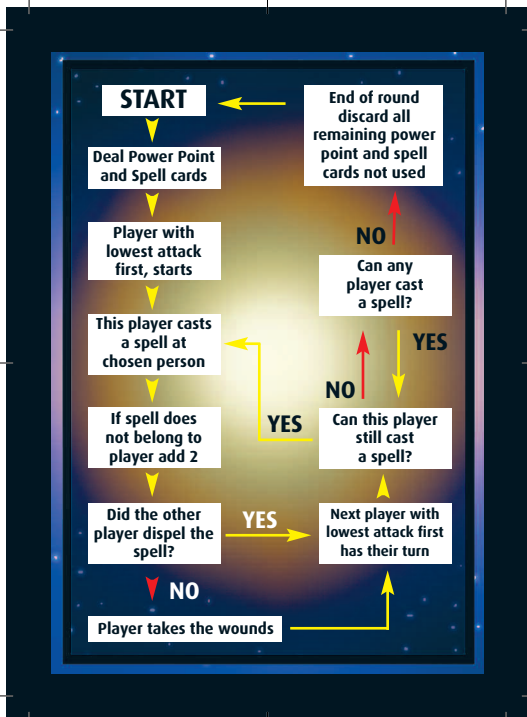 START
Deal Power Point
and Spell cards
Player with
lowest attack
first, starts
This player casts
a spell at
chosen person
If spell does
not belong to
player add 2
Did the other
player dispel the
spell?
YES
NO
Player takes the wounds
Next player with
lowest attack first
has their turn
Can this player
still cast
a spell?
YES
NO
YES
Can any
player cast
a spell?
NO
End of round
discard all
remaining power
point and spell
cards not used